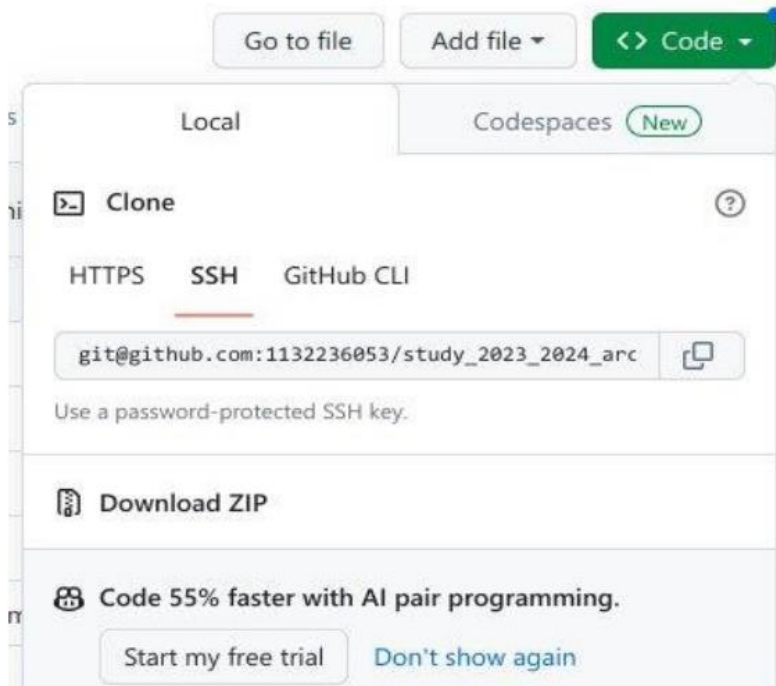 Go to file Add file <> Code
s Local Codespaces New
Clone
HTTPS SSH GitHub CLI
git@github.com:1132236053/study_2023_2024_arc
Use a password-protected SSH key.
Download ZIP
Code 55% faster with AI pair programming.
Start my free trial Don't show again